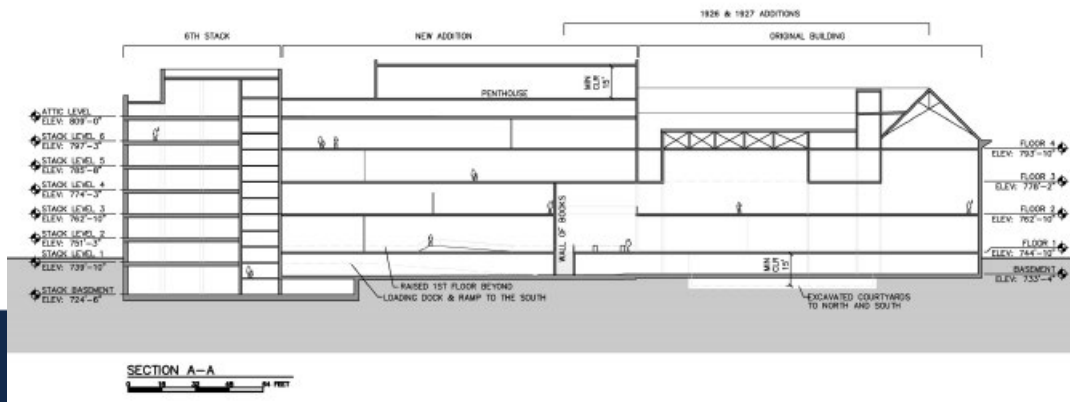 1926 & 1927 ADDITIONS
6TH STACK
NEW ADDITION
ORIGINAL BUILDING
MIN CLR
15'
PENTHOUSE
ATTIC LEVEL
ELEV: 809'-0"
STACK LEVEL 6
ELEV: 797'-3"
STACK LEVEL 5
ELEV: 785'-8"
STACK LEVEL 4
ELEV: 774'-3"
STACK LEVEL 3
ELEV: 762'-10"
STACK LEVEL 2
ELEV: 751'-3"
STACK LEVEL 1
ELEV: 739'-10"
STACK BASEMENT
ELEV: 724'-6"
WALL OF BOOKS
FLOOR 4
ELEV: 793'-10"
FLOOR 3
ELEV: 778'-2"
FLOOR 2
ELEV: 762'-10"
FLOOR 1
ELEV: 744'-10"
BASEMENT
ELEV: 733'-4"
MIN CLR
15'
RAISED 1ST FLOOR BEYOND
LOADING DOCK & RAMP TO THE SOUTH
EXCAVATED COURTYARDS
TO NORTH AND SOUTH
SECTION A-A
0 16 32 48 64 FEET